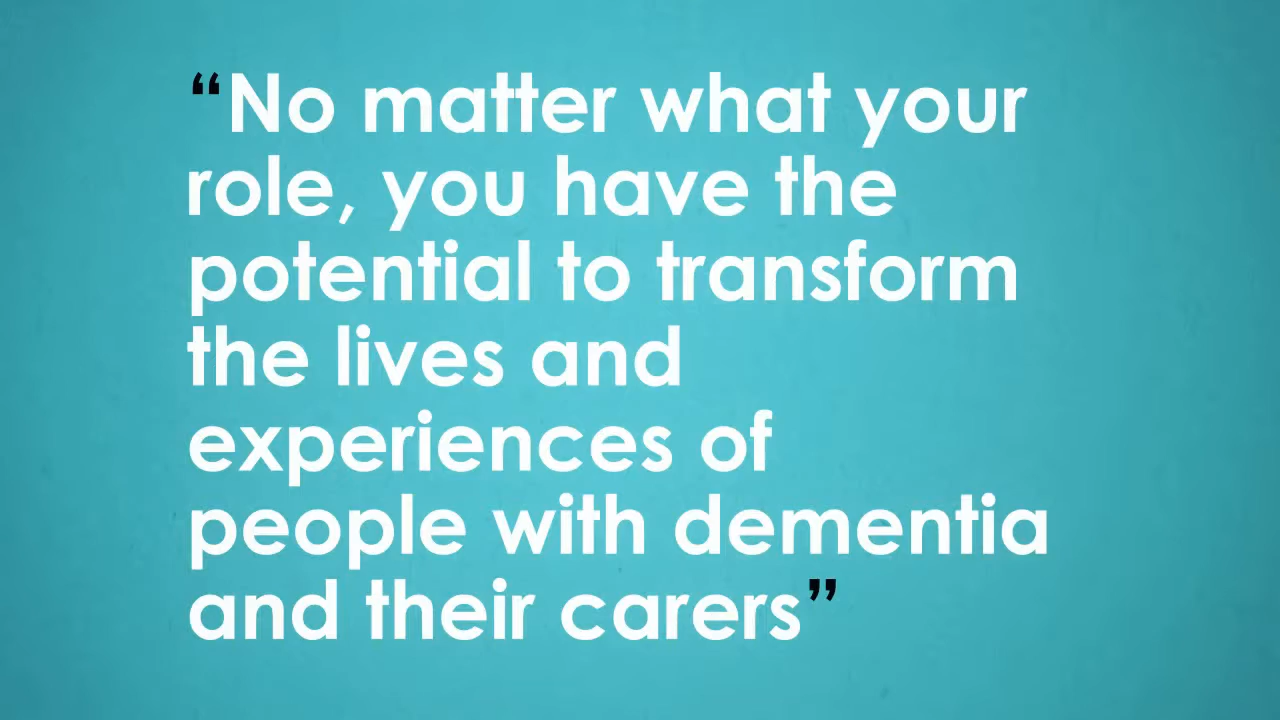 “No matter what your
role, you have the
potential to transform
the lives and
experiences of
people with dementia
and their carers”